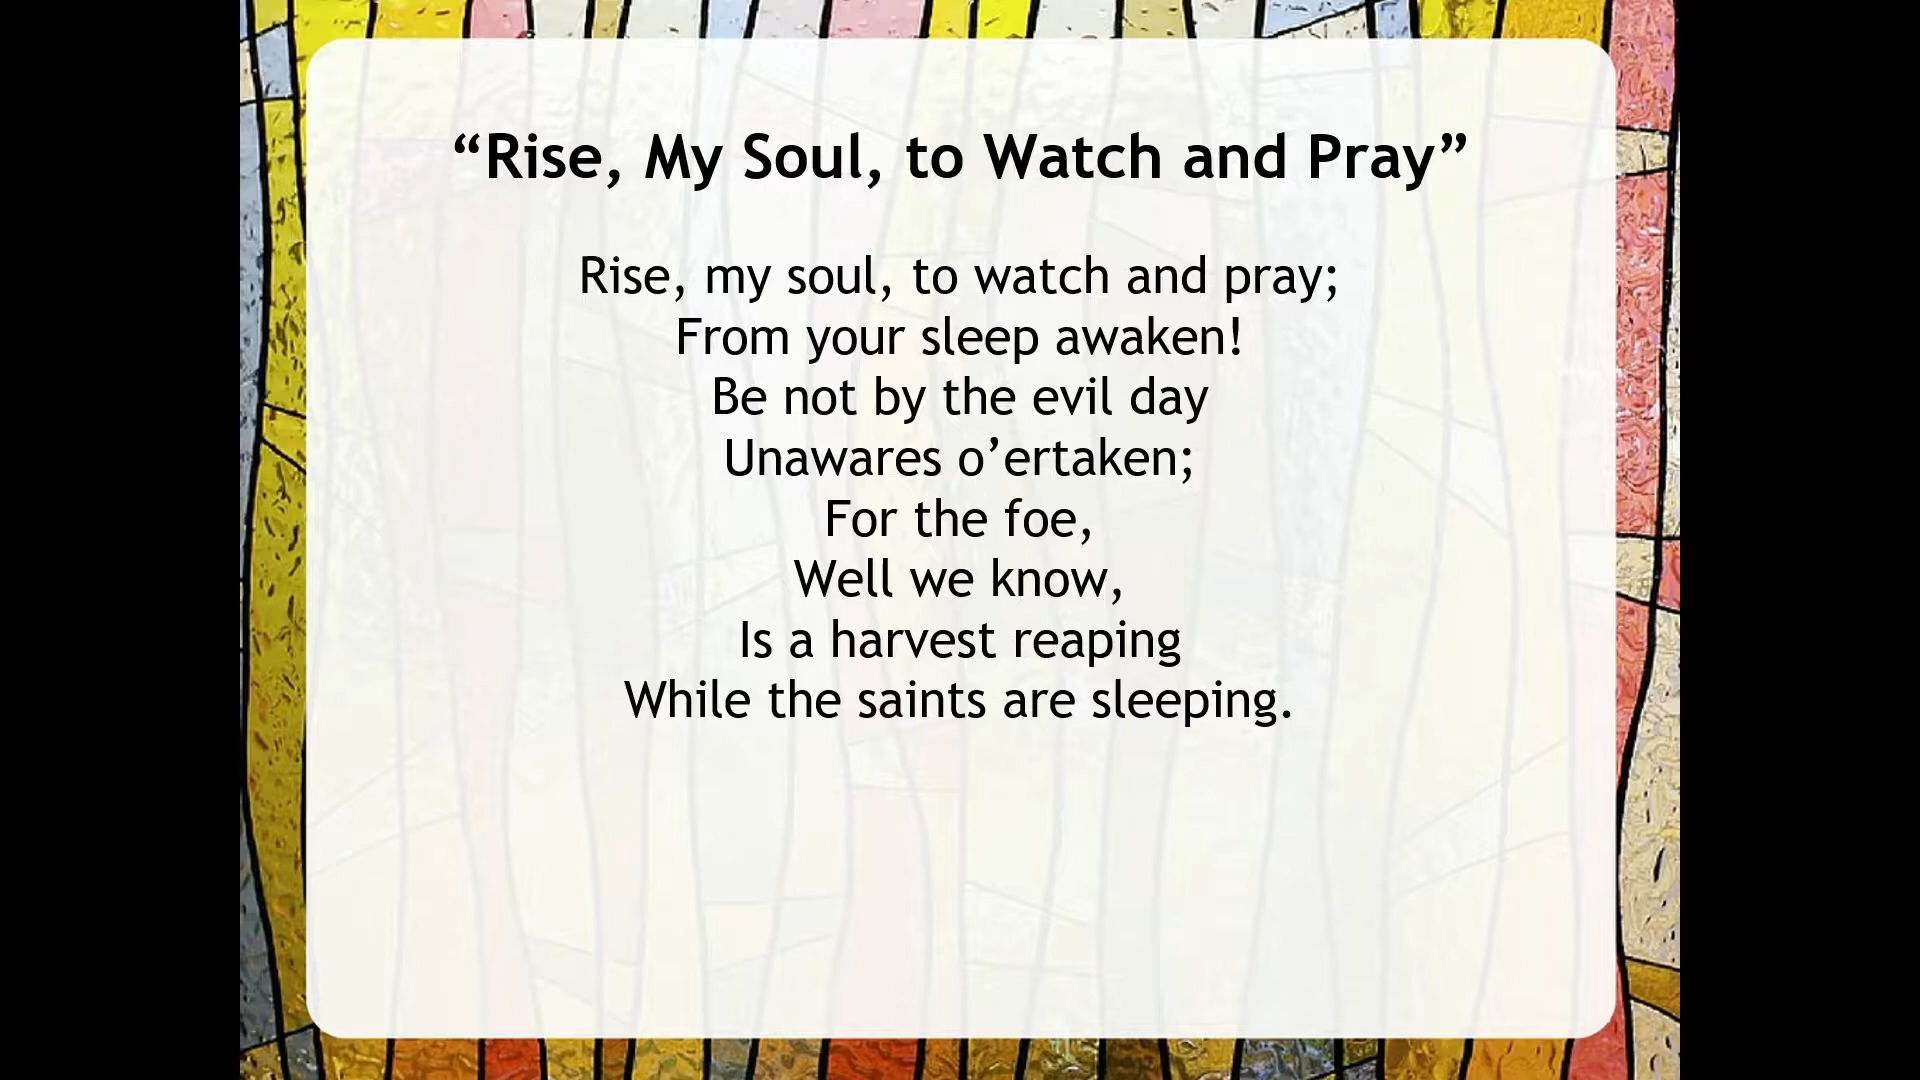 “Rise, My Soul, to Watch and Pray”
Rise, my soul, to watch and pray;
From your sleep awaken!
Be not by the evil day
Unawares o’ertaken;
For the foe,
Well we know,
Is a harvest reaping
While the saints are sleeping.